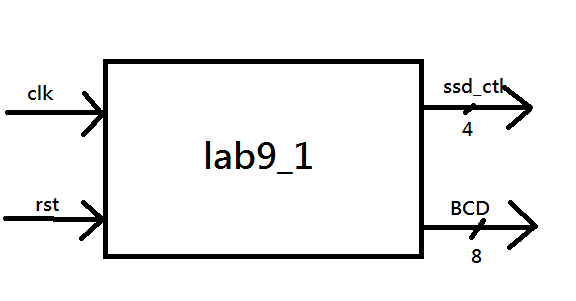 clk
ssd_ctl
4
lab9_1
rst
BCD
8